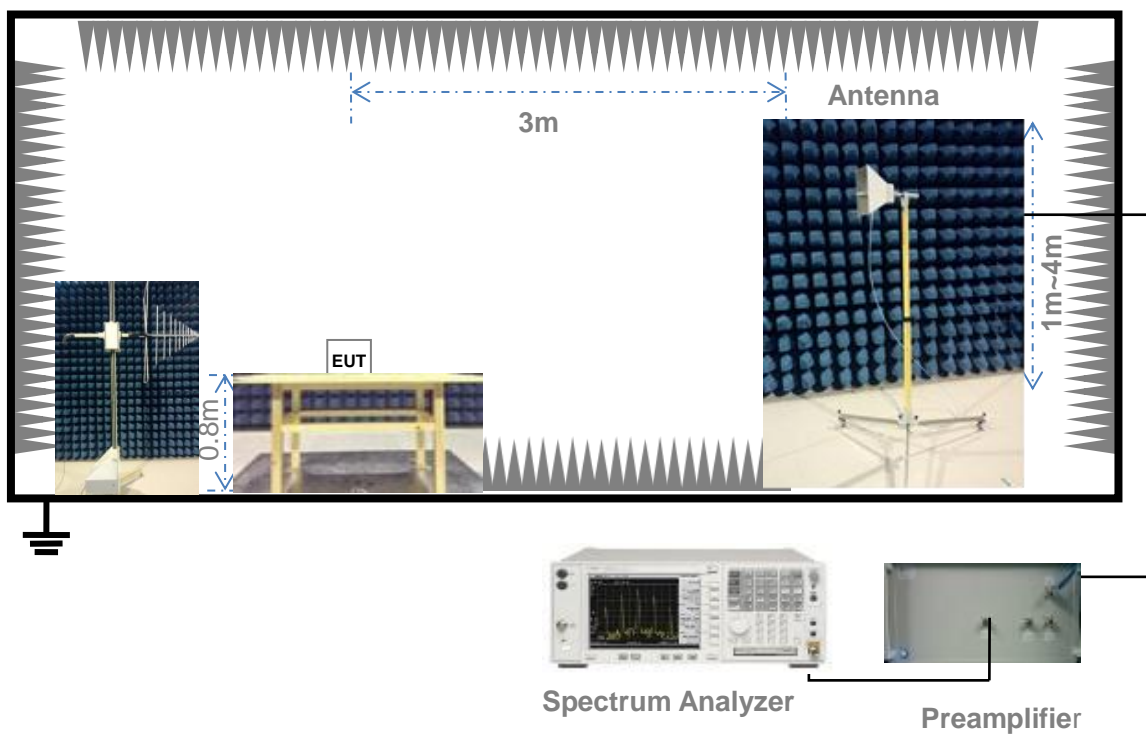 Antenna
3m
1m~4m
EUT
0.8m
Spectrum Analyzer
Preamplifier